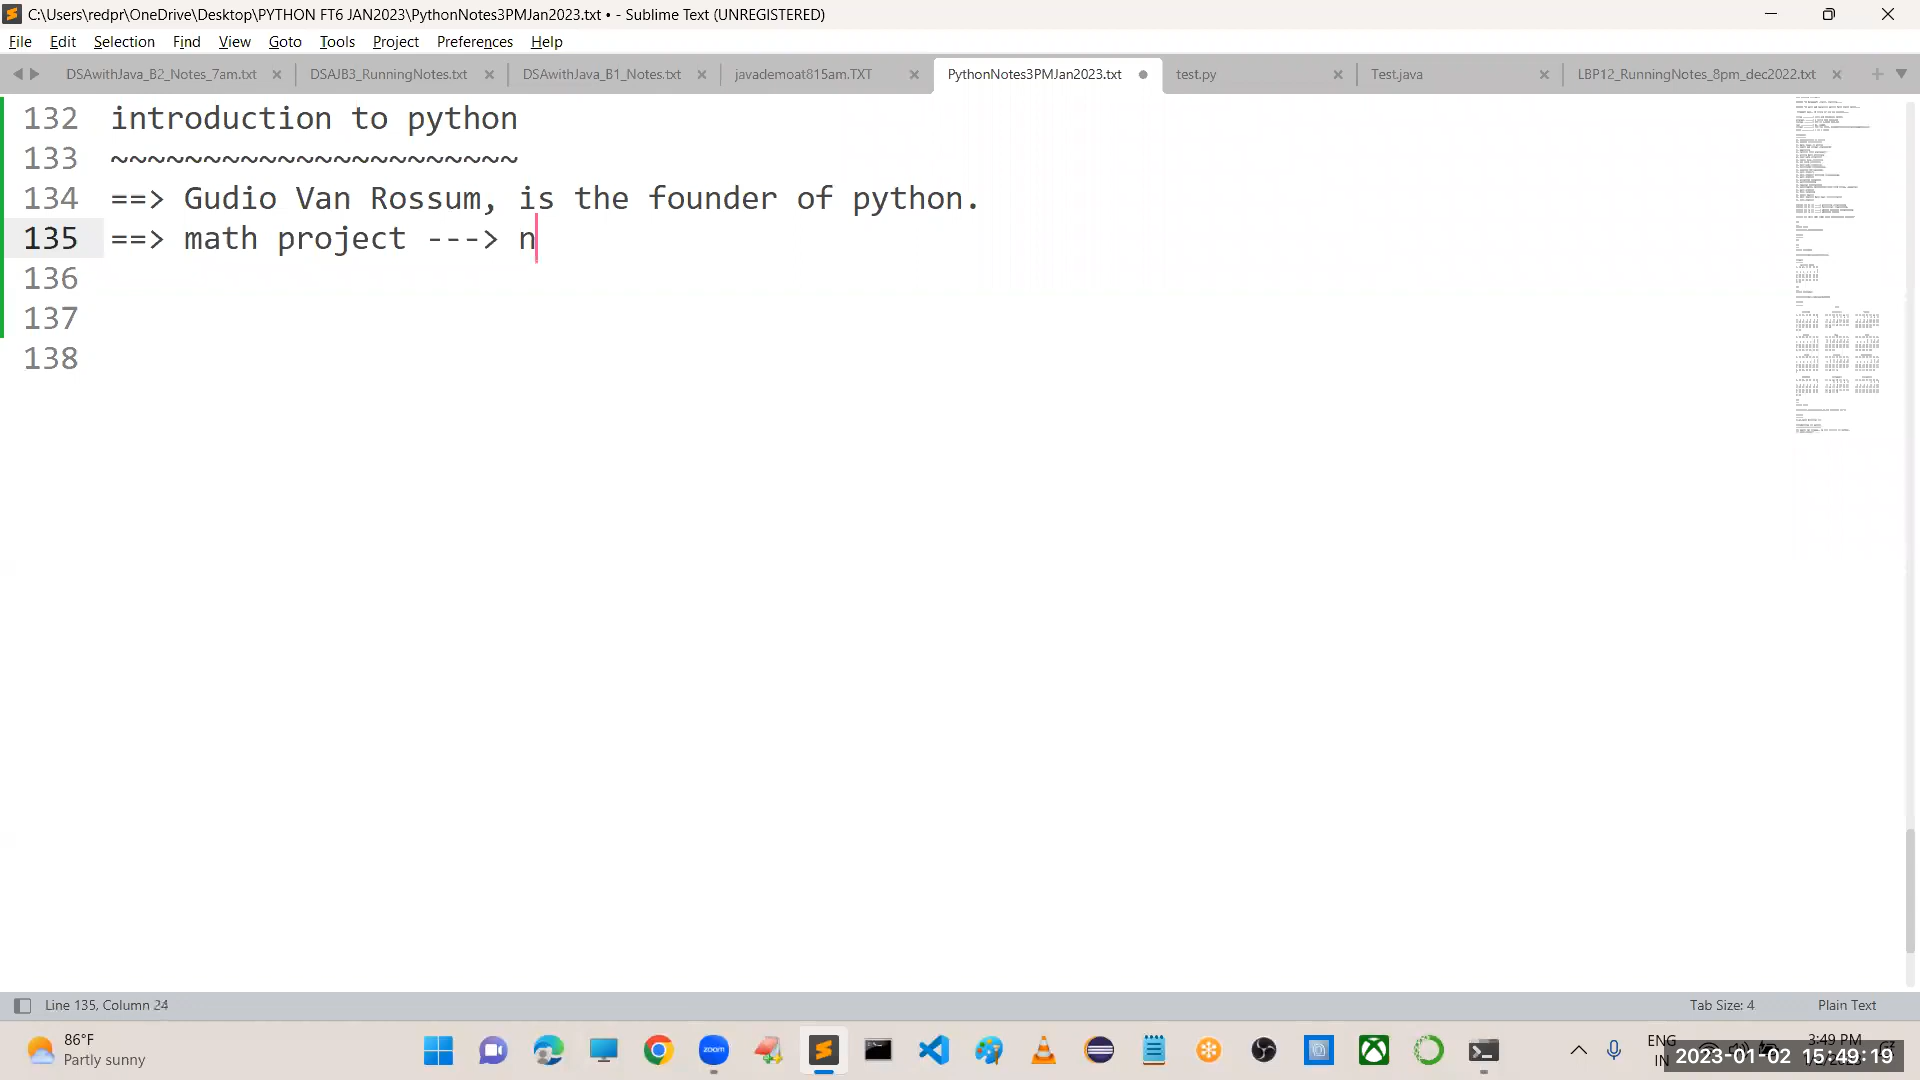 C:\Users\redpr\OneDrive\Desktop\PYTHON FT6 JAN2023\PythonNotes3PMJan2023.txt • - Sublime Text (UNREGISTERED)
File Edit Selection Find View Goto Tools Project Preferences Help
DSAwithJava_B2_Notes_7am.txt DSAJB3_RunningNotes.txt DSAwithJava_B1_Notes.txt javademoat815am.TXT PythonNotes3PMJan2023.txt test.py Test.java LBP12_RunningNotes_8pm_dec2022.txt
132 introduction to python
133 ~~~~~~~~~~~~~~~~~~~~~~
134 ==> Gudio Van Rossum, is the founder of python.
135 ==> math project ---> n
136
137
138
Line 135, Column 24 Tab Size: 4 Plain Text
86°F
Partly sunny
zoom
ENG
IN
3:49 PM
2023-01-02 15:49:19